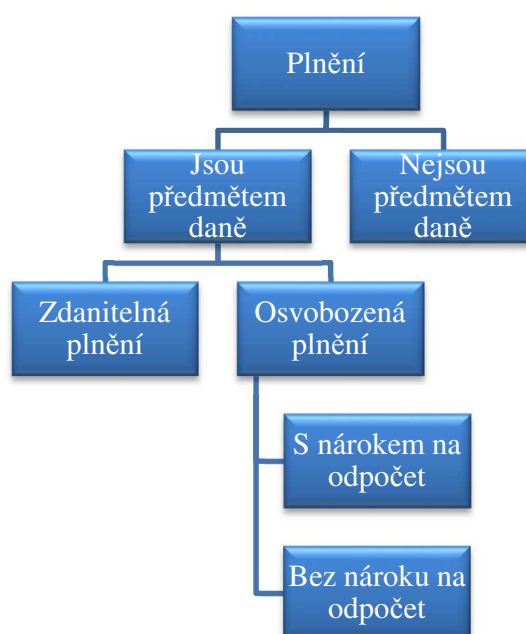 Plnění
Jsou
předmětem
daně
Nejsou
předmětem
daně
Zdanitelná
plnění
Osvobozená
plnění
S nárokem na
odpočet
Bez nároku na
odpočet